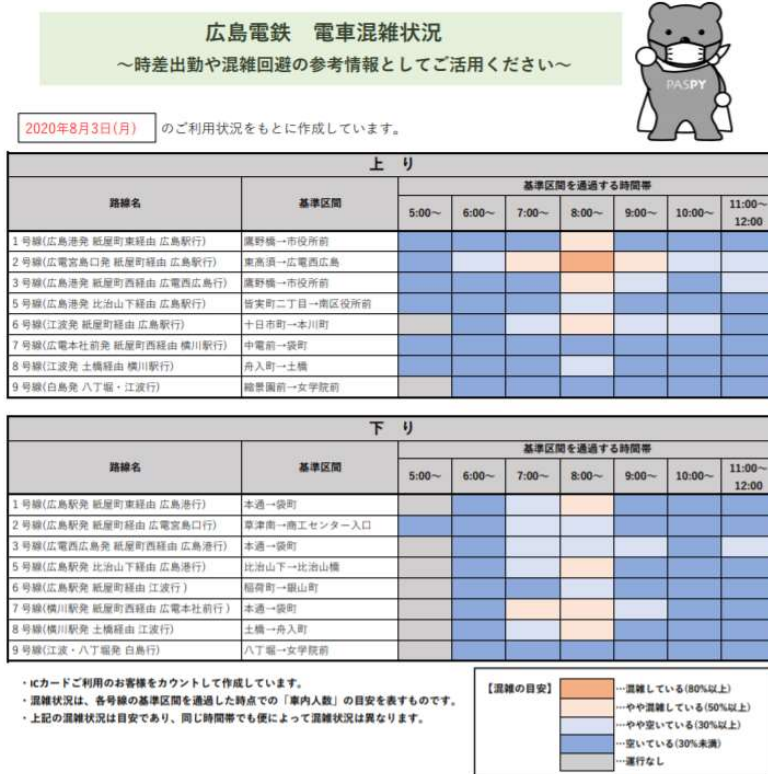 広島電鉄 電車混雑状況
～時差出勤や混雑回避の参考情報としてご活用ください～
PASPY
2020年8月3日(月) のご利用状況をもとに作成しています。
上り
路線名 基準区間 基準区間を通過する時間帯
5:00～ 6:00～ 7:00～ 8:00～ 9:00～ 10:00～ 11:00～12:00
1号線(広島港発 紙屋町東経由 広島駅行) 鷹野橋→市役所前
2号線(広電宮島口発 紙屋町経由 広島駅行) 東高須→広電西広島
3号線(広島港発 紙屋町西経由 広電西広島行) 鷹野橋→市役所前
5号線(広島港発 比治山下経由 広島駅行) 皆実町二丁目→南区役所前
6号線(江波発 紙屋町経由 広島駅行) 十日市町→本川町
7号線(広電本社前発 紙屋町西経由 横川駅行) 中電前→袋町
8号線(江波発 土橋経由 横川駅行) 舟入町→土橋
9号線(白島発 八丁堀・江波行) 縮景園前→女学院前
下り
路線名 基準区間 基準区間を通過する時間帯
5:00～ 6:00～ 7:00～ 8:00～ 9:00～ 10:00～ 11:00～12:00
1号線(広島駅発 紙屋町東経由 広島港行) 本通→袋町
2号線(広島駅発 紙屋町経由 広電宮島口行) 草津南→商工センター入口
3号線(広電西広島発 紙屋町西経由 広島港行) 本通→袋町
5号線(広島駅発 比治山下経由 広島港行) 比治山下→比治山橋
6号線(広島駅発 紙屋町経由 江波行) 稲荷町→銀山町
7号線(横川駅発 紙屋町西経由 広電本社前行) 本通→袋町
8号線(横川駅発 土橋経由 江波行) 土橋→舟入町
9号線(江波・八丁堀発 白島行) 八丁堀→女学院前
・ICカードご利用のお客様をカウントして作成しています。
・混雑状況は、各号線の基準区間を通過した時点での「車内人数」の目安を表すものです。
・上記の混雑状況は目安であり、同じ時間帯でも便によって混雑状況は異なります。
【混雑の目安】 …混雑している(80%以上)
…やや混雑している(50%以上)
…やや空いている(30%以上)
…空いている(30%未満)
…運行なし